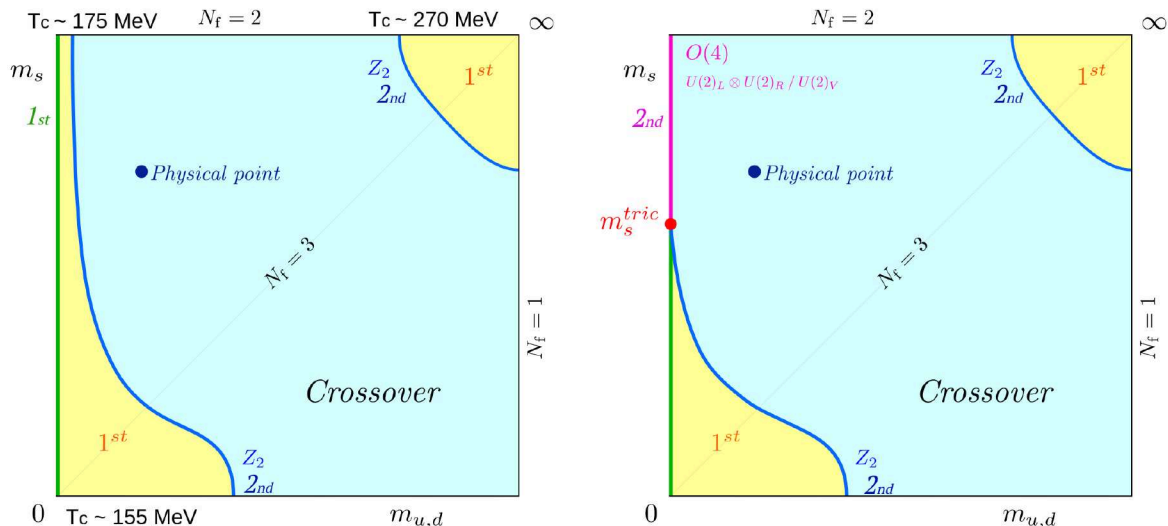 Tc ~ 175 MeV
N_f = 2
Tc ~ 270 MeV
∞
m_s
1st
Z_2
2nd
1^st
Physical point
N_f = 3
N_f = 1
Crossover
1^st
Z_2
2nd
0
Tc ~ 155 MeV
m_u,d
N_f = 2
∞
m_s
O(4)
U(2)_L ⊗ U(2)_R / U(2)_V
2nd
Z_2
2nd
1^st
Physical point
m_s^tric
N_f = 3
N_f = 1
Crossover
1^st
Z_2
2nd
0
m_u,d